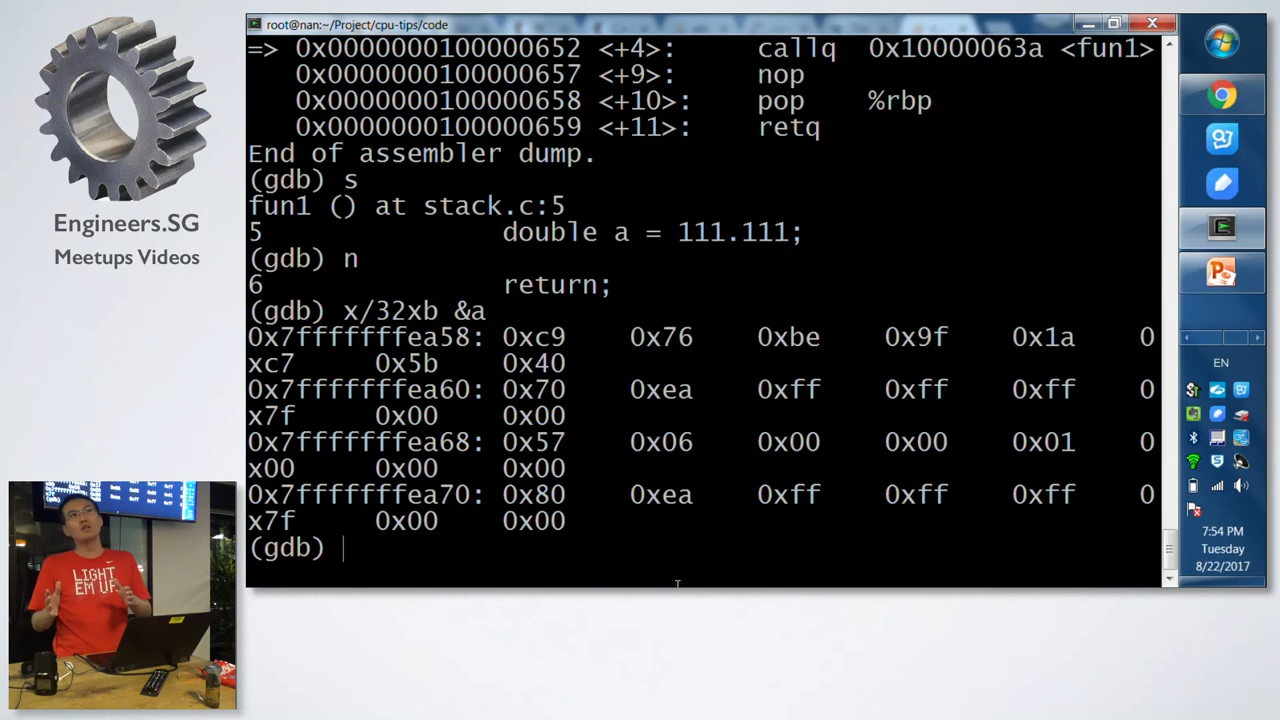 root@nan:~/Project/cpu-tips/code
=> 0x0000000100000652 <+4>: callq 0x10000063a <fun1>
0x0000000100000657 <+9>: nop
0x0000000100000658 <+10>: pop %rbp
0x0000000100000659 <+11>: retq
End of assembler dump.
(gdb) s
fun1 () at stack.c:5
5 double a = 111.111;
(gdb) n
6 return;
(gdb) x/32xb &a
0x7fffffffea58: 0xc9 0x76 0xbe 0x9f 0x1a 0
xc7 0x5b 0x40
0x7fffffffea60: 0x70 0xea 0xff 0xff 0xff 0
x7f 0x00 0x00
0x7fffffffea68: 0x57 0x06 0x00 0x00 0x01 0
x00 0x00 0x00
0x7fffffffea70: 0x80 0xea 0xff 0xff 0xff 0
x7f 0x00 0x00
(gdb)
Engineers.SG
Meetups Videos
LIGHT
EM UP
EN
7:54 PM
Tuesday
8/22/2017